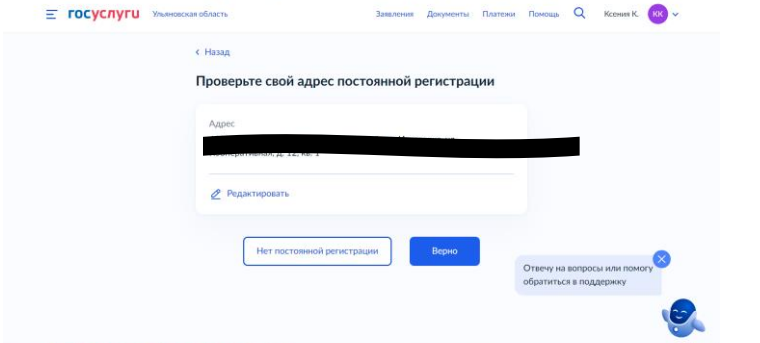 госуслуги Ульяновская область Заявления Документы Платежи Помощь Ксения К. КК
Назад
Проверьте свой адрес постоянной регистрации
Адрес
Редактировать
Нет постоянной регистрации Верно
Отвечу на вопросы или помогу
обратиться в поддержку